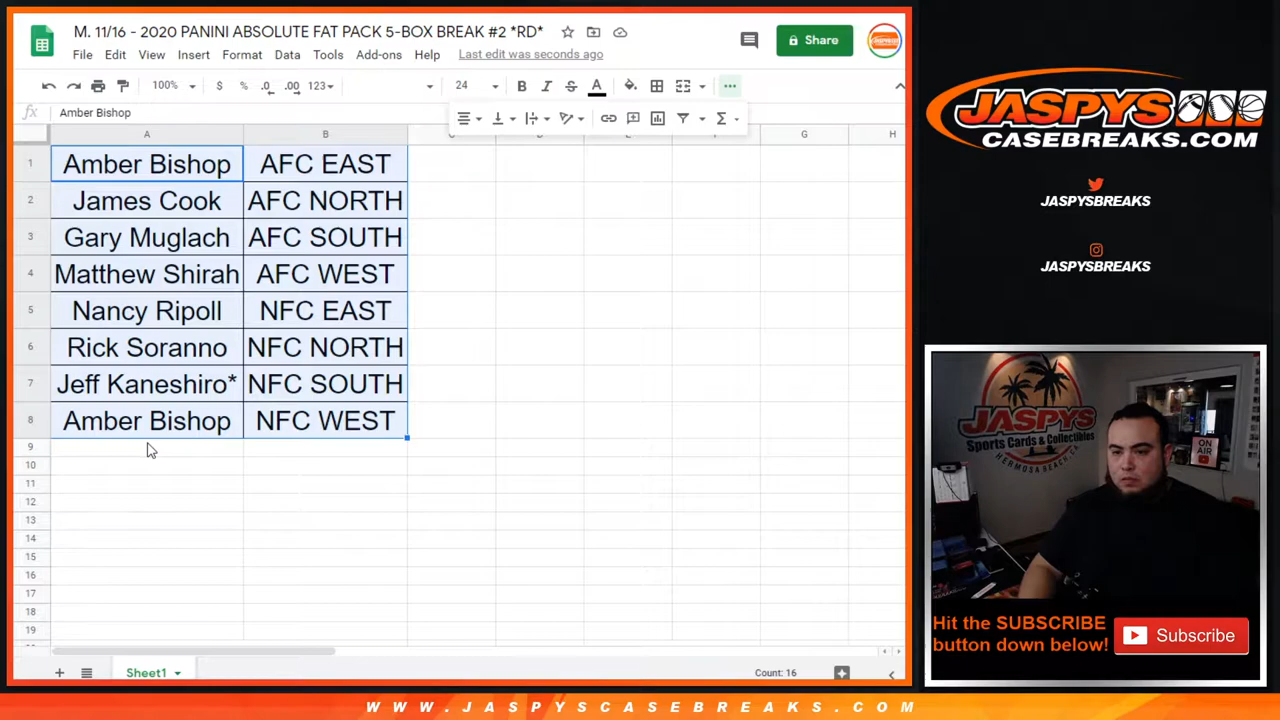 M. 11/16 - 2020 PANINI ABSOLUTE FAT PACK 5-BOX BREAK #2 *RD*
File Edit View Insert Format Data Tools Add-ons Help Last edit was seconds ago
Share
100% $ % .0 .00 123 24 B I S A
fx Amber Bishop
A B C D E F G H
1 Amber Bishop AFC EAST
2 James Cook AFC NORTH
3 Gary Muglach AFC SOUTH
4 Matthew Shirah AFC WEST
5 Nancy Ripoll NFC EAST
6 Rick Soranno NFC NORTH
7 Jeff Kaneshiro* NFC SOUTH
8 Amber Bishop NFC WEST
9
10
11
12
13
14
15
16
17
18
19
Sheet1
Count: 16
JASPYS
CASEBREAKS.COM
JASPYSBREAKS
JASPYSBREAKS
JASPYS
Sports Cards & Collectibles
HERMOSA BEACH, CA
ON AIR
Hit the SUBSCRIBE
button down below!
Subscribe
WWW.JASPYSCASEBREAKS.COM